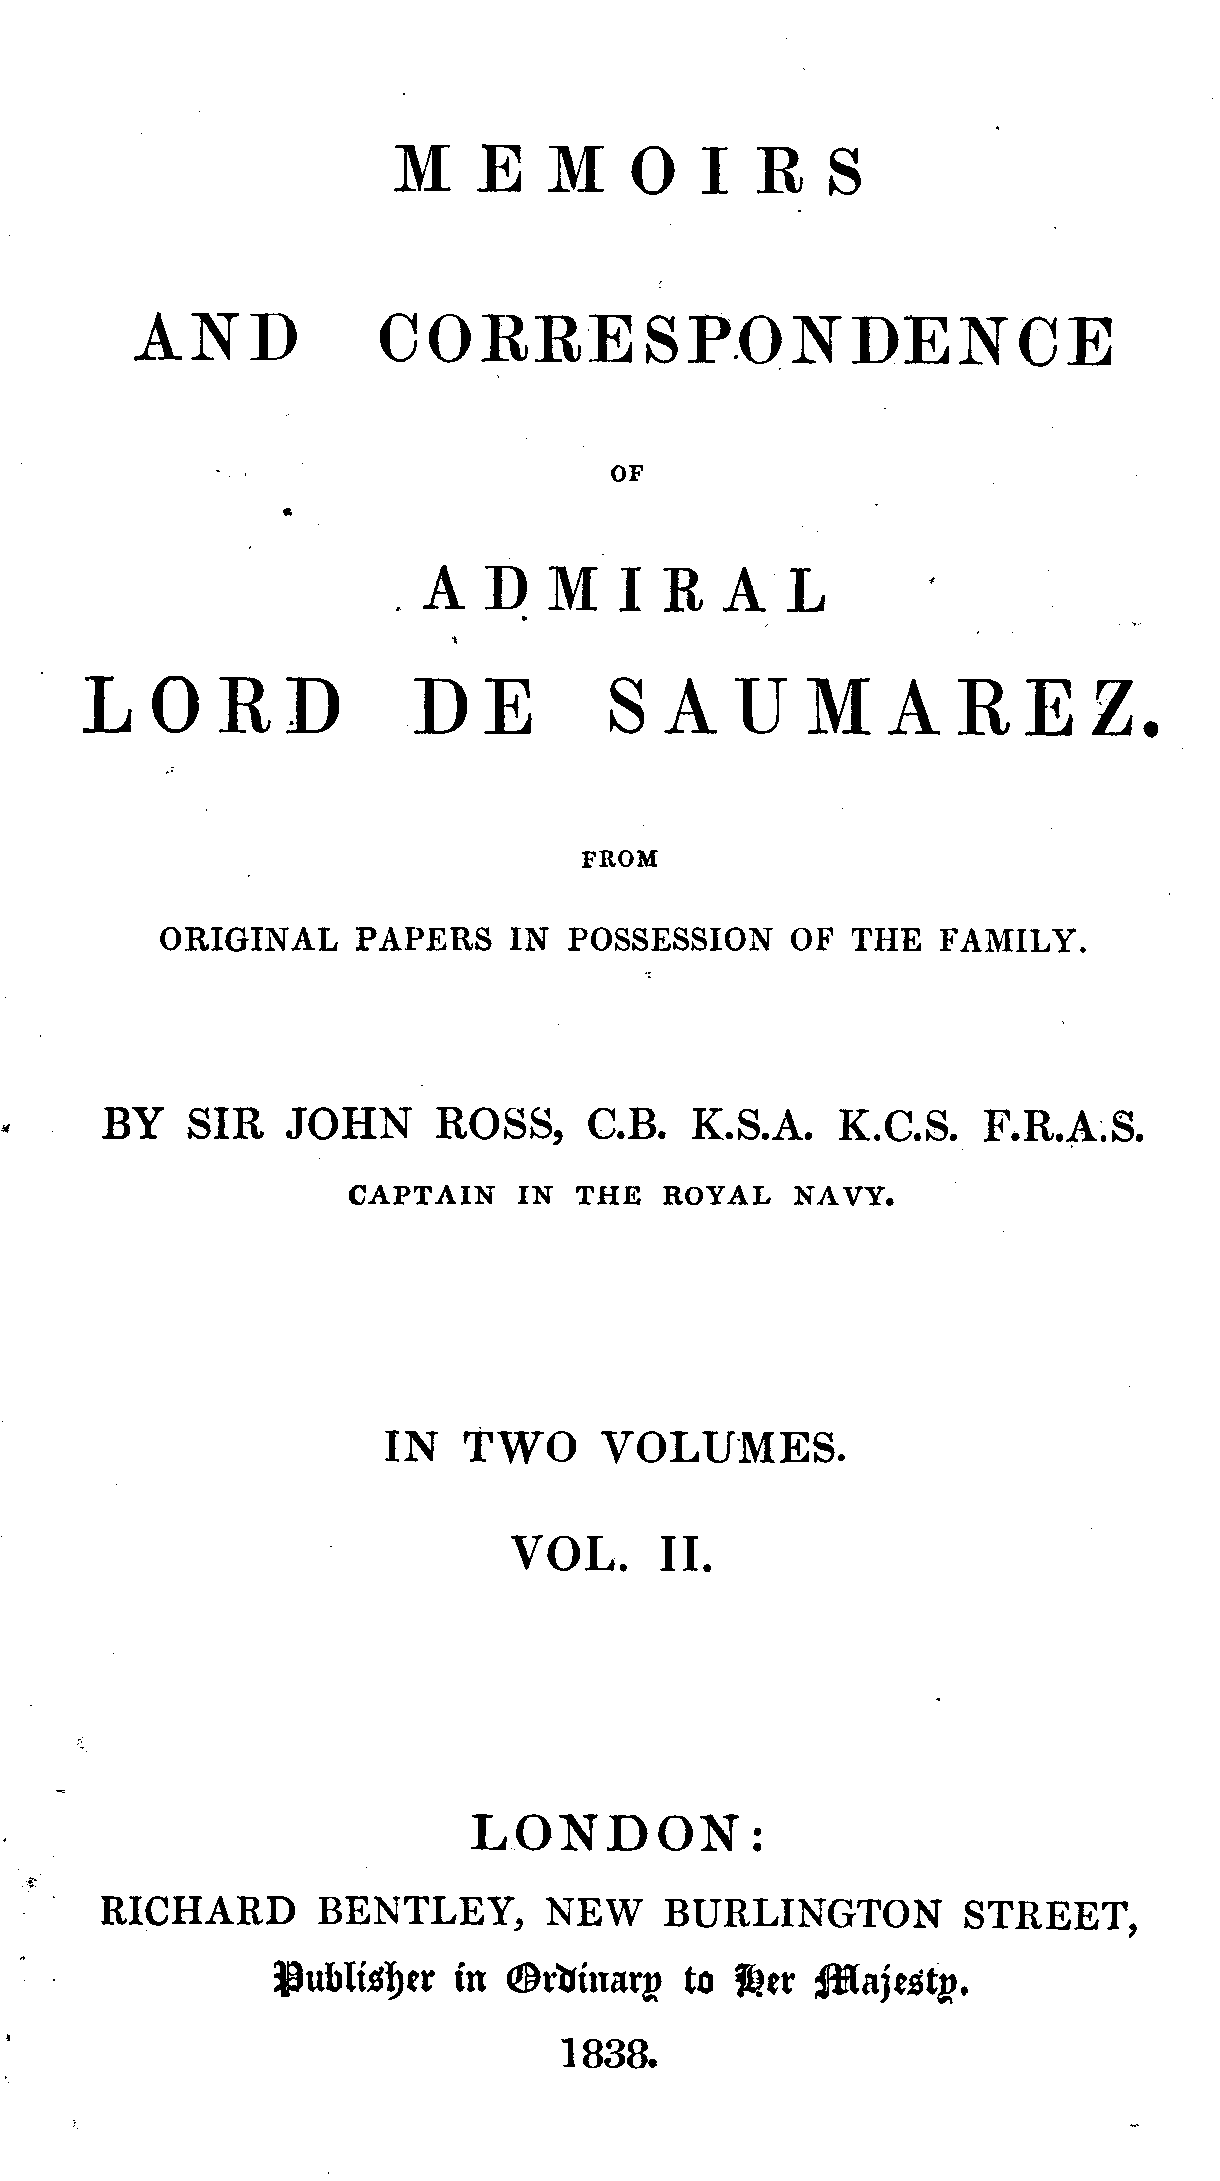 MEMOIRS
AND CORRESPONDENCE
OF
ADMIRAL
LORD DE SAUMAREZ.
FROM
ORIGINAL PAPERS IN POSSESSION OF THE FAMILY.
BY SIR JOHN ROSS, C.B. K.S.A. K.C.S. F.R.A.S.
CAPTAIN IN THE ROYAL NAVY.
IN TWO VOLUMES.
VOL. II.
LONDON:
RICHARD BENTLEY, NEW BURLINGTON STREET,
Publisher in Ordinary to Her Majesty.
1838.